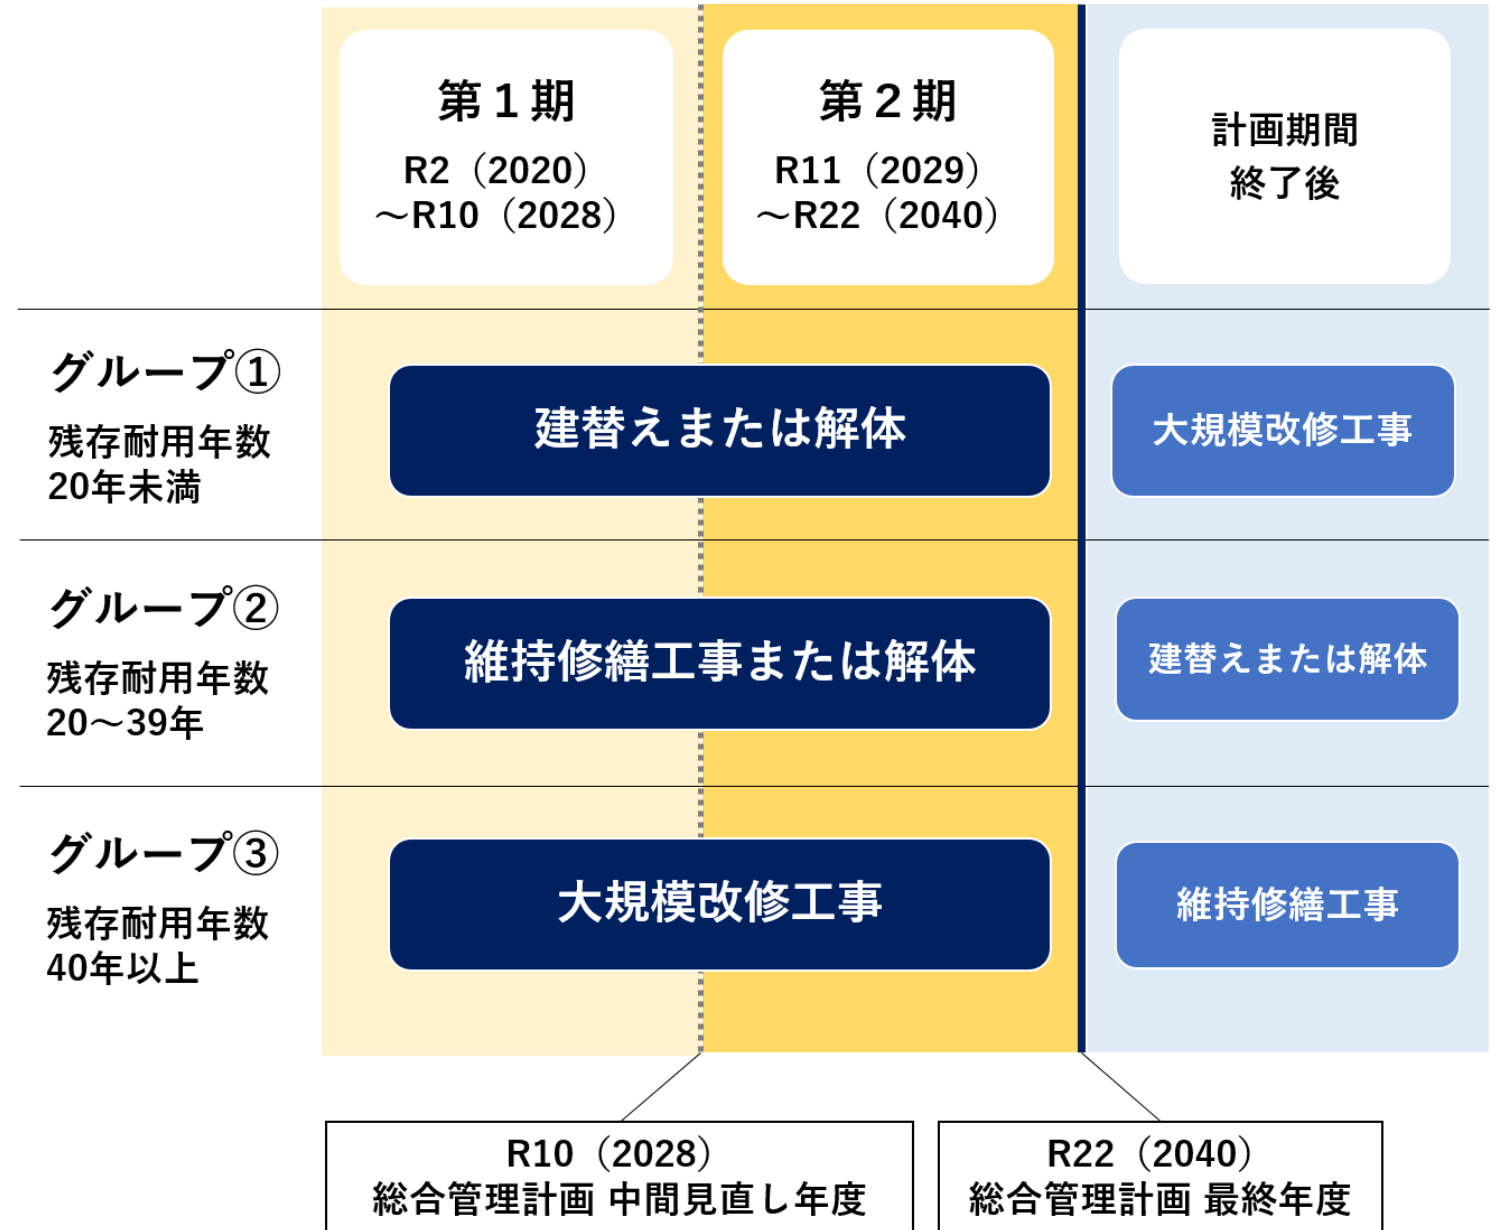 第１期
R2（2020）
～R10（2028）
第２期
R11（2029）
～R22（2040）
計画期間
終了後
グループ①
残存耐用年数
20年未満
建替えまたは解体
大規模改修工事
グループ②
残存耐用年数
20～39年
維持修繕工事または解体
建替えまたは解体
グループ③
残存耐用年数
40年以上
大規模改修工事
維持修繕工事
R10（2028）
総合管理計画 中間見直し年度
R22（2040）
総合管理計画 最終年度